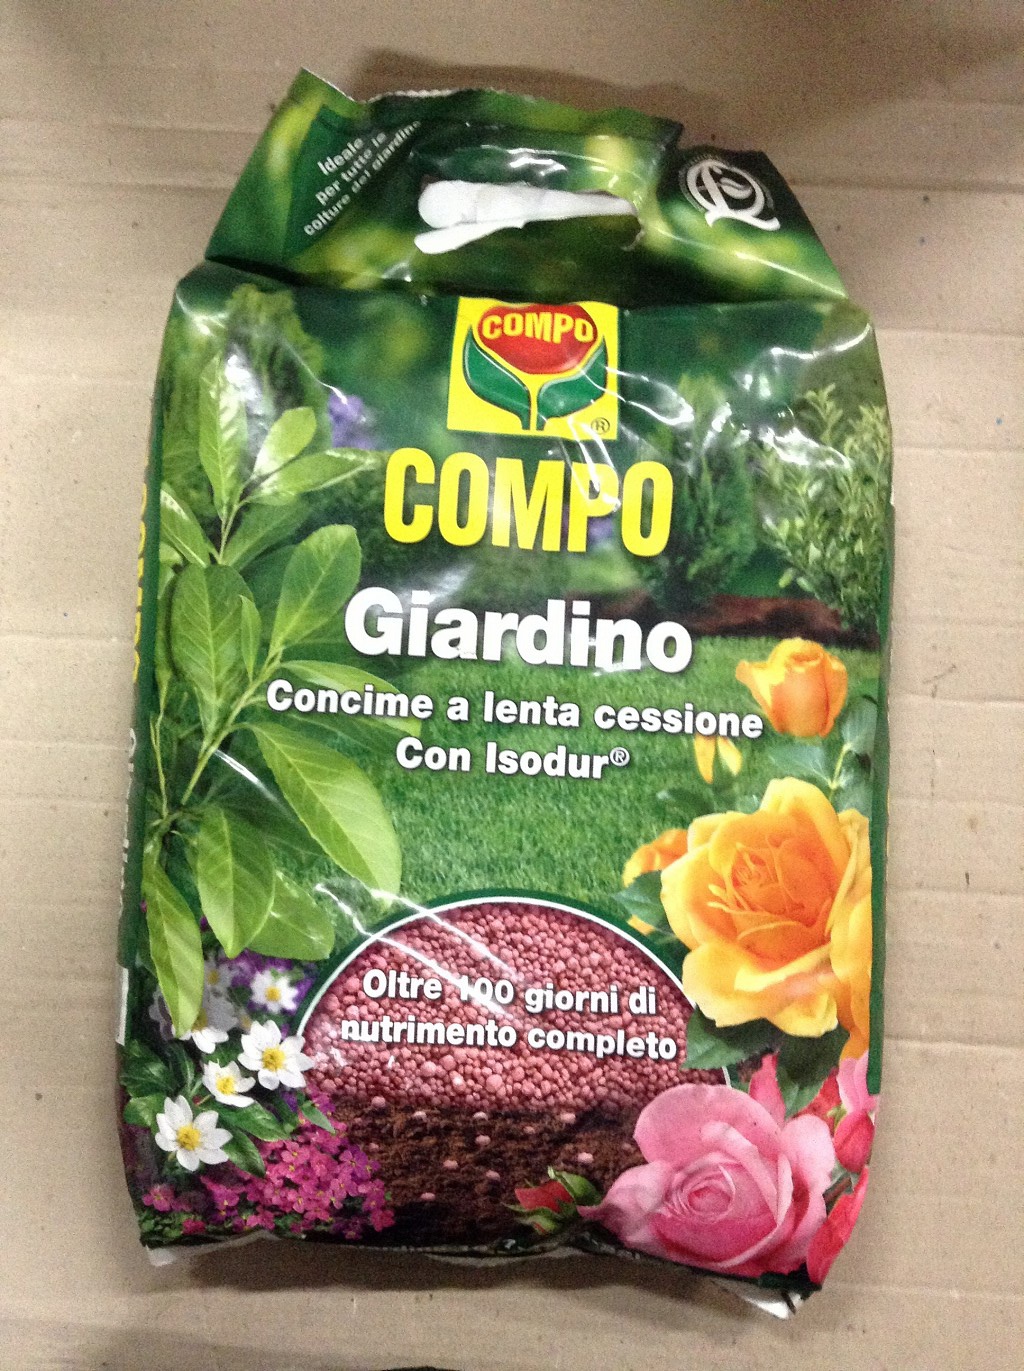 Ideale
per tutte le
colture del giardino
COMPO
®
COMPO
Giardino
Concime a lenta cessione
Con Isodur®
Oltre 100 giorni di
nutrimento completo